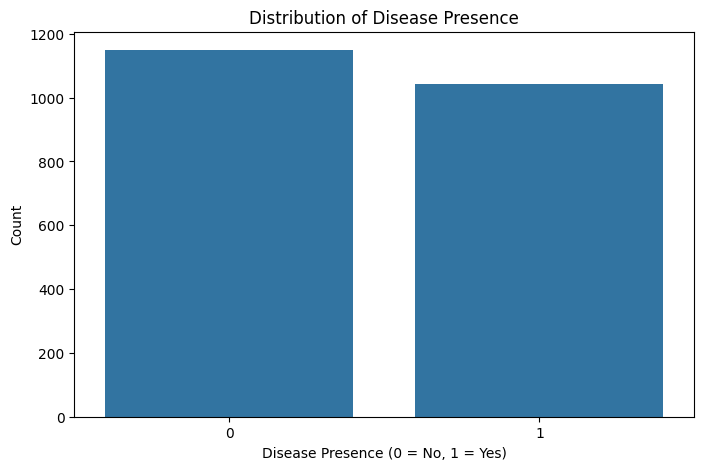 Distribution of Disease Presence
1200
1000
800
600
400
200
0
Count
0 1
Disease Presence (0 = No, 1 = Yes)